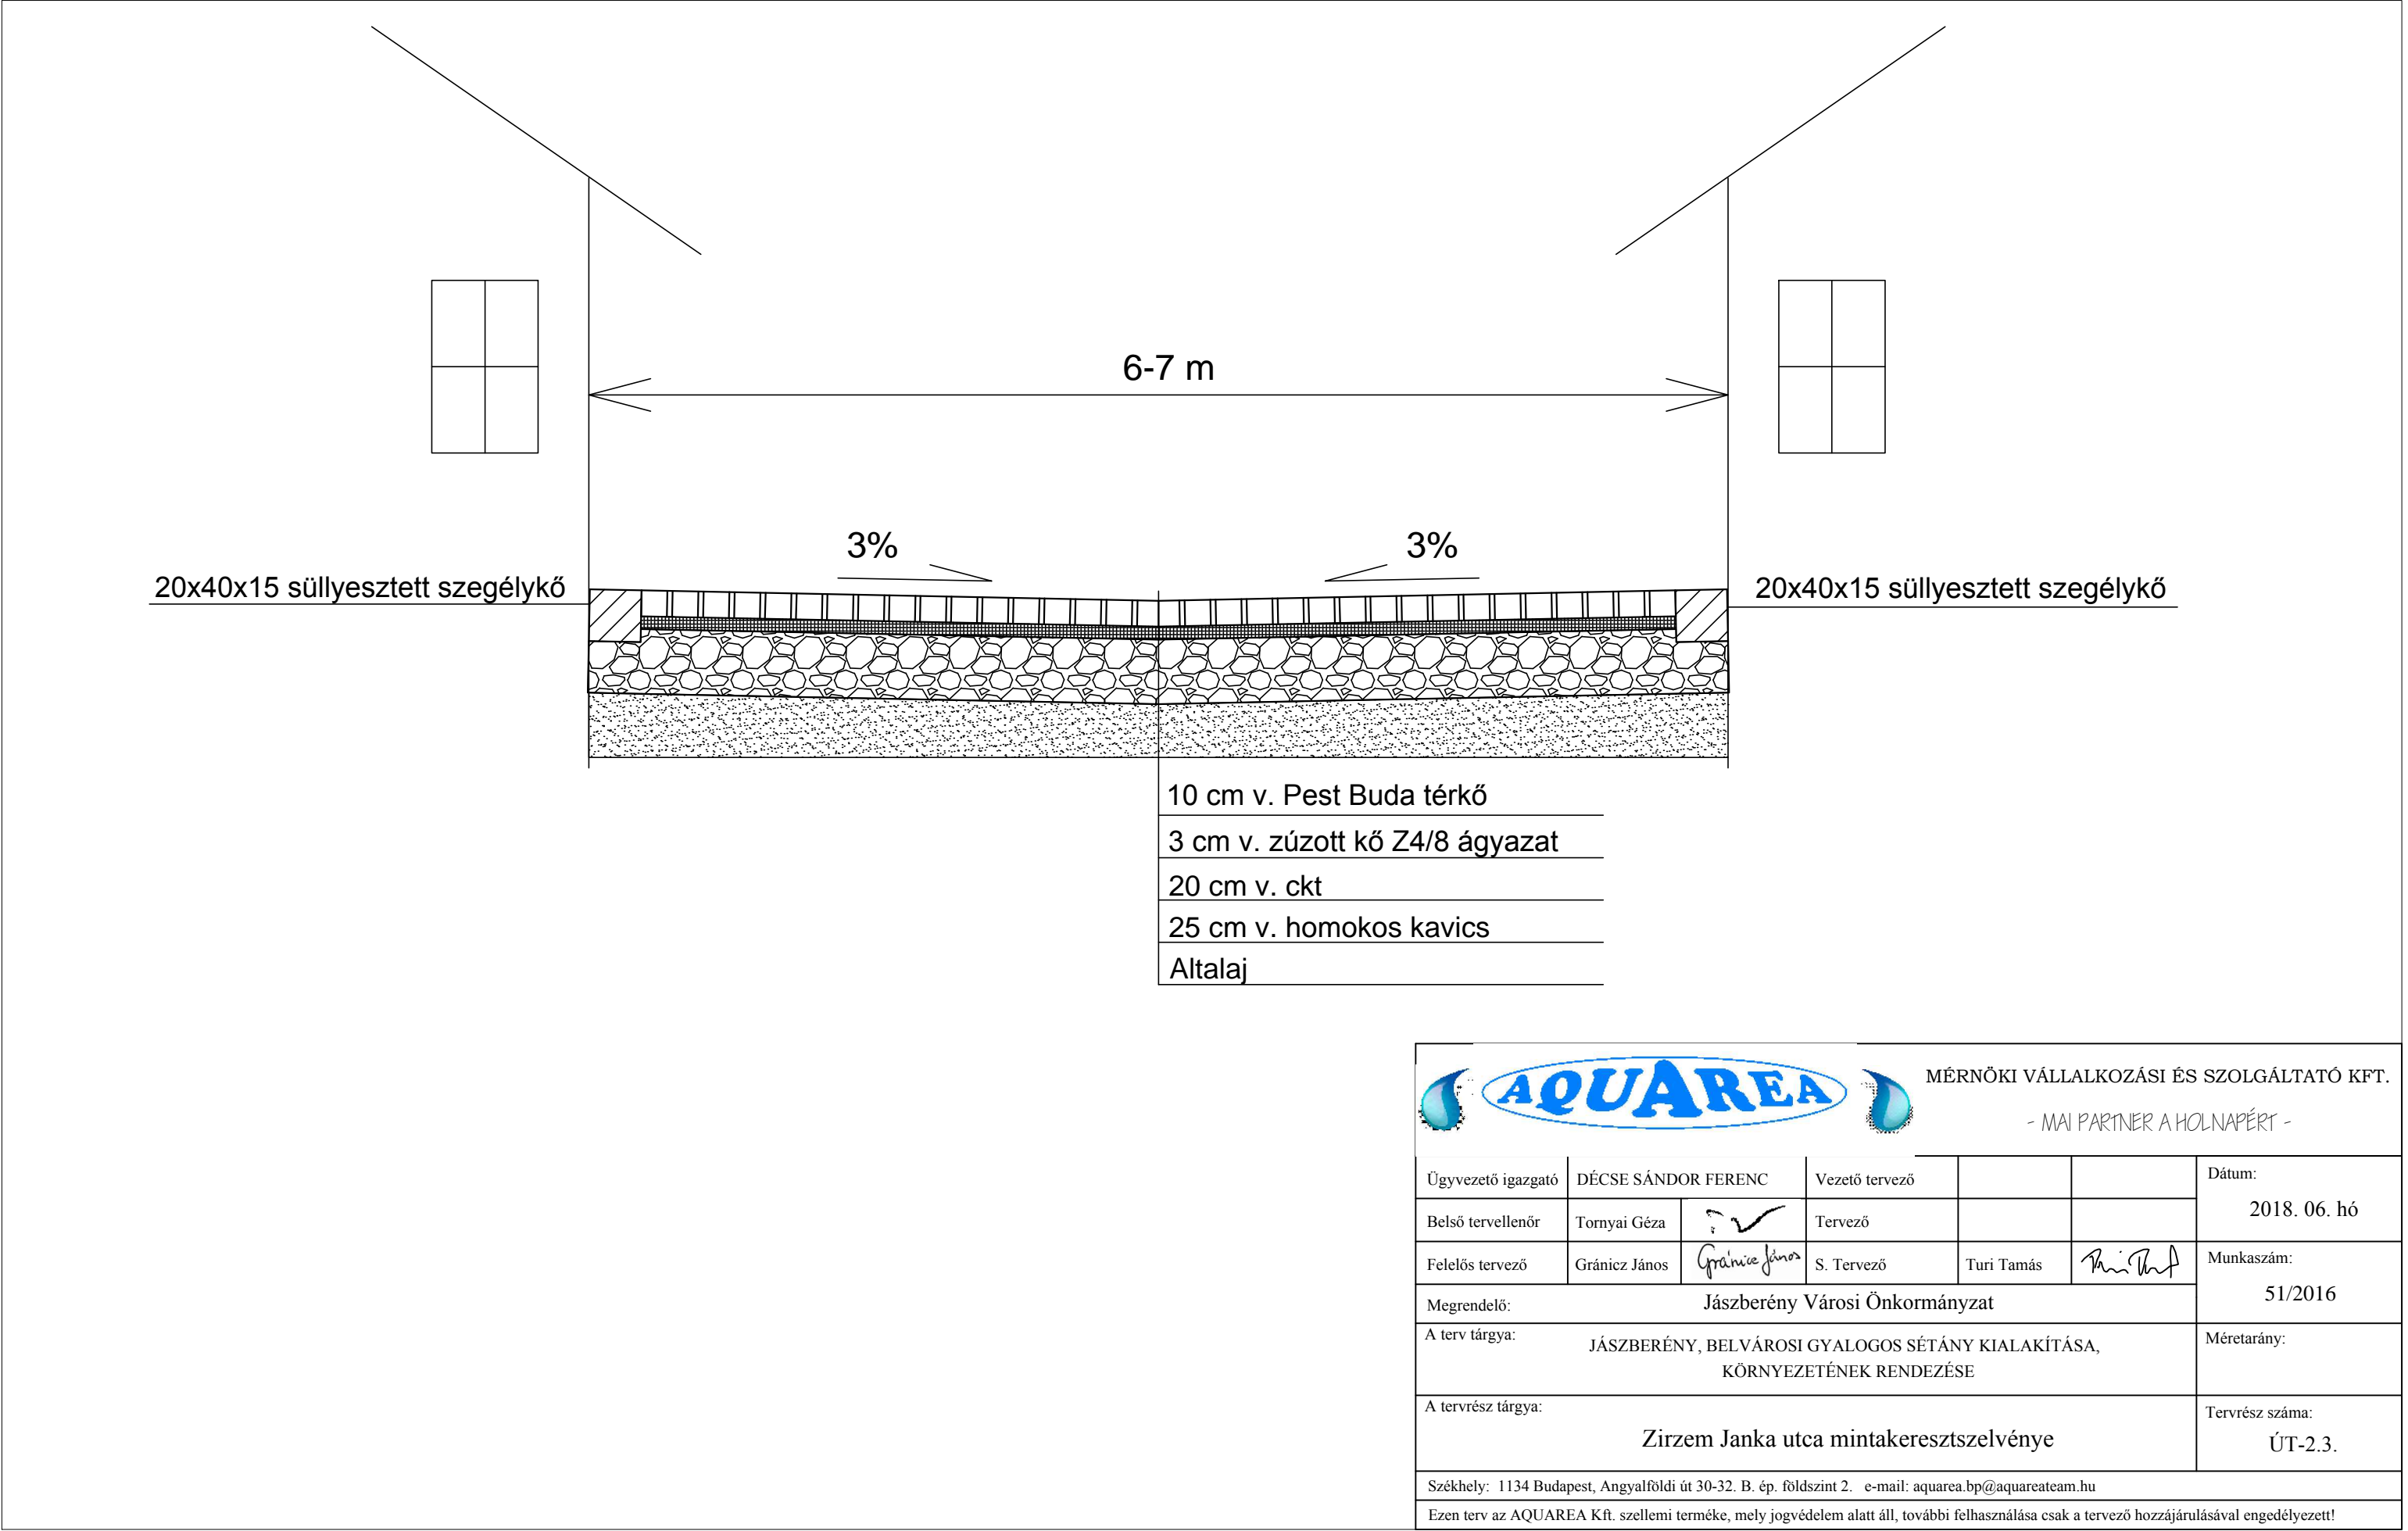 6-7 m
3%
3%
20x40x15 süllyesztett szegélykő
20x40x15 süllyesztett szegélykő
10 cm v. Pest Buda térkő
3 cm v. zúzott kő Z4/8 ágyazat
20 cm v. ckt
25 cm v. homokos kavics
Altalaj
AQUAREA
MÉRNÖKI VÁLLALKOZÁSI ÉS SZOLGÁLTATÓ KFT.
- MAI PARTNER A HOLNAPÉRT -
Ügyvezető igazgató DÉCSE SÁNDOR FERENC Vezető tervező
Dátum:
2018. 06. hó
Belső tervellenőr Tornyai Géza Tervező
Felelős tervező Gránicz János Gránicz János S. Tervező Turi Tamás
Munkaszám:
51/2016
Megrendelő: Jászberény Városi Önkormányzat
A terv tárgya:
JÁSZBERÉNY, BELVÁROSI GYALOGOS SÉTÁNY KIALAKÍTÁSA,
KÖRNYEZETÉNEK RENDEZÉSE
Méretarány:
A tervrész tárgya:
Zirzem Janka utca mintakeresztszelvénye
Tervrész száma:
ÚT-2.3.
Székhely: 1134 Budapest, Angyalföldi út 30-32. B. ép. földszint 2. e-mail: aquarea.bp@aquareateam.hu
Ezen terv az AQUAREA Kft. szellemi terméke, mely jogvédelem alatt áll, további felhasználása csak a tervező hozzájárulásával engedélyezett!